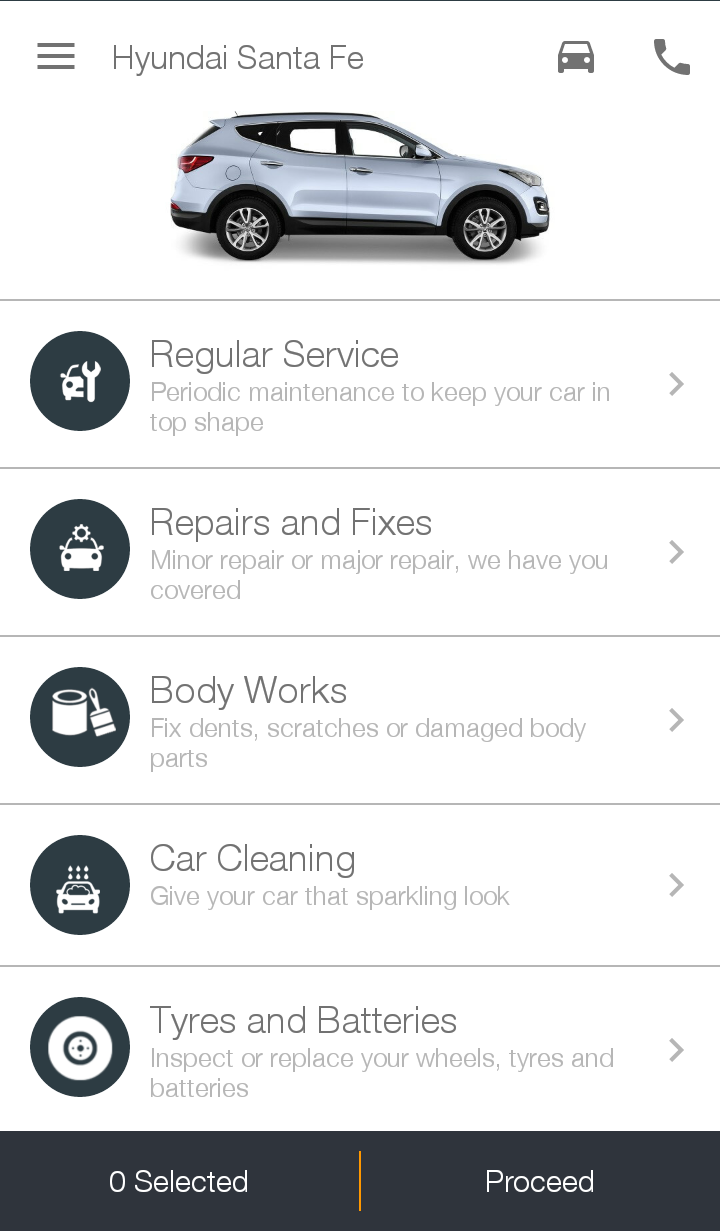 Hyundai Santa Fe
Regular Service
Periodic maintenance to keep your car in
top shape
Repairs and Fixes
Minor repair or major repair, we have you
covered
Body Works
Fix dents, scratches or damaged body
parts
Car Cleaning
Give your car that sparkling look
Tyres and Batteries
Inspect or replace your wheels, tyres and
batteries
0 Selected
Proceed